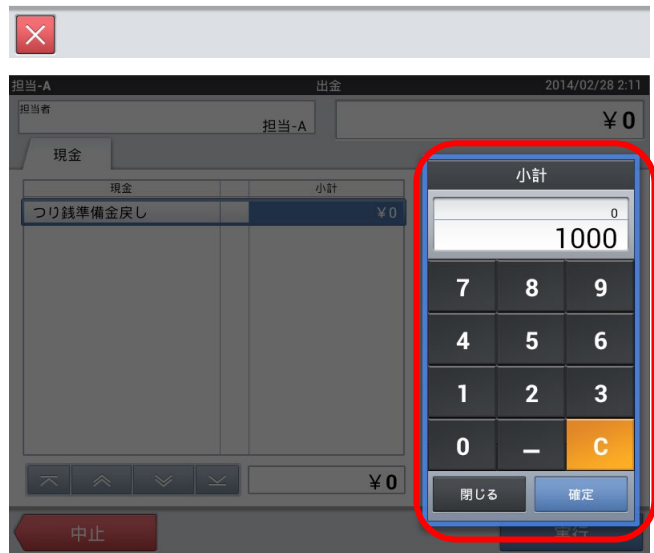 担当-A 出金 2014/02/28 2:11
担当者
担当-A
¥0
現金
現金 小計
つり銭準備金戻し ¥0
¥0
中止
実行
小計
0
1000
7 8 9
4 5 6
1 2 3
0 - C
閉じる 確定